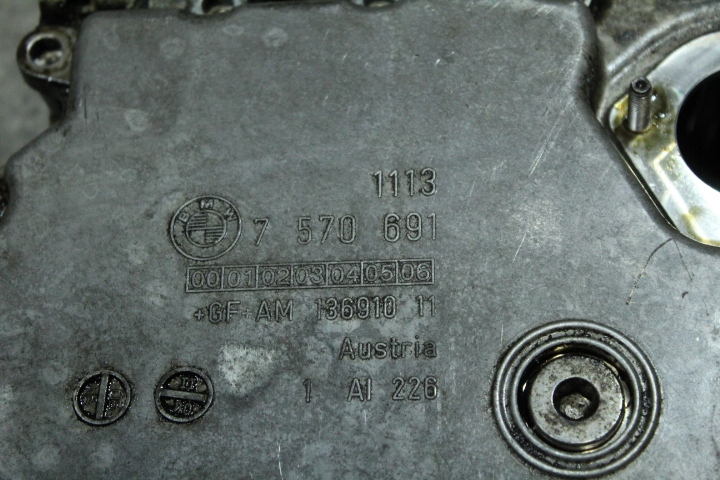 1113
BMW
7 570 691
00 01 02 03 04 05 06
+GF+AM 136910 11
Austria
1 AI 226